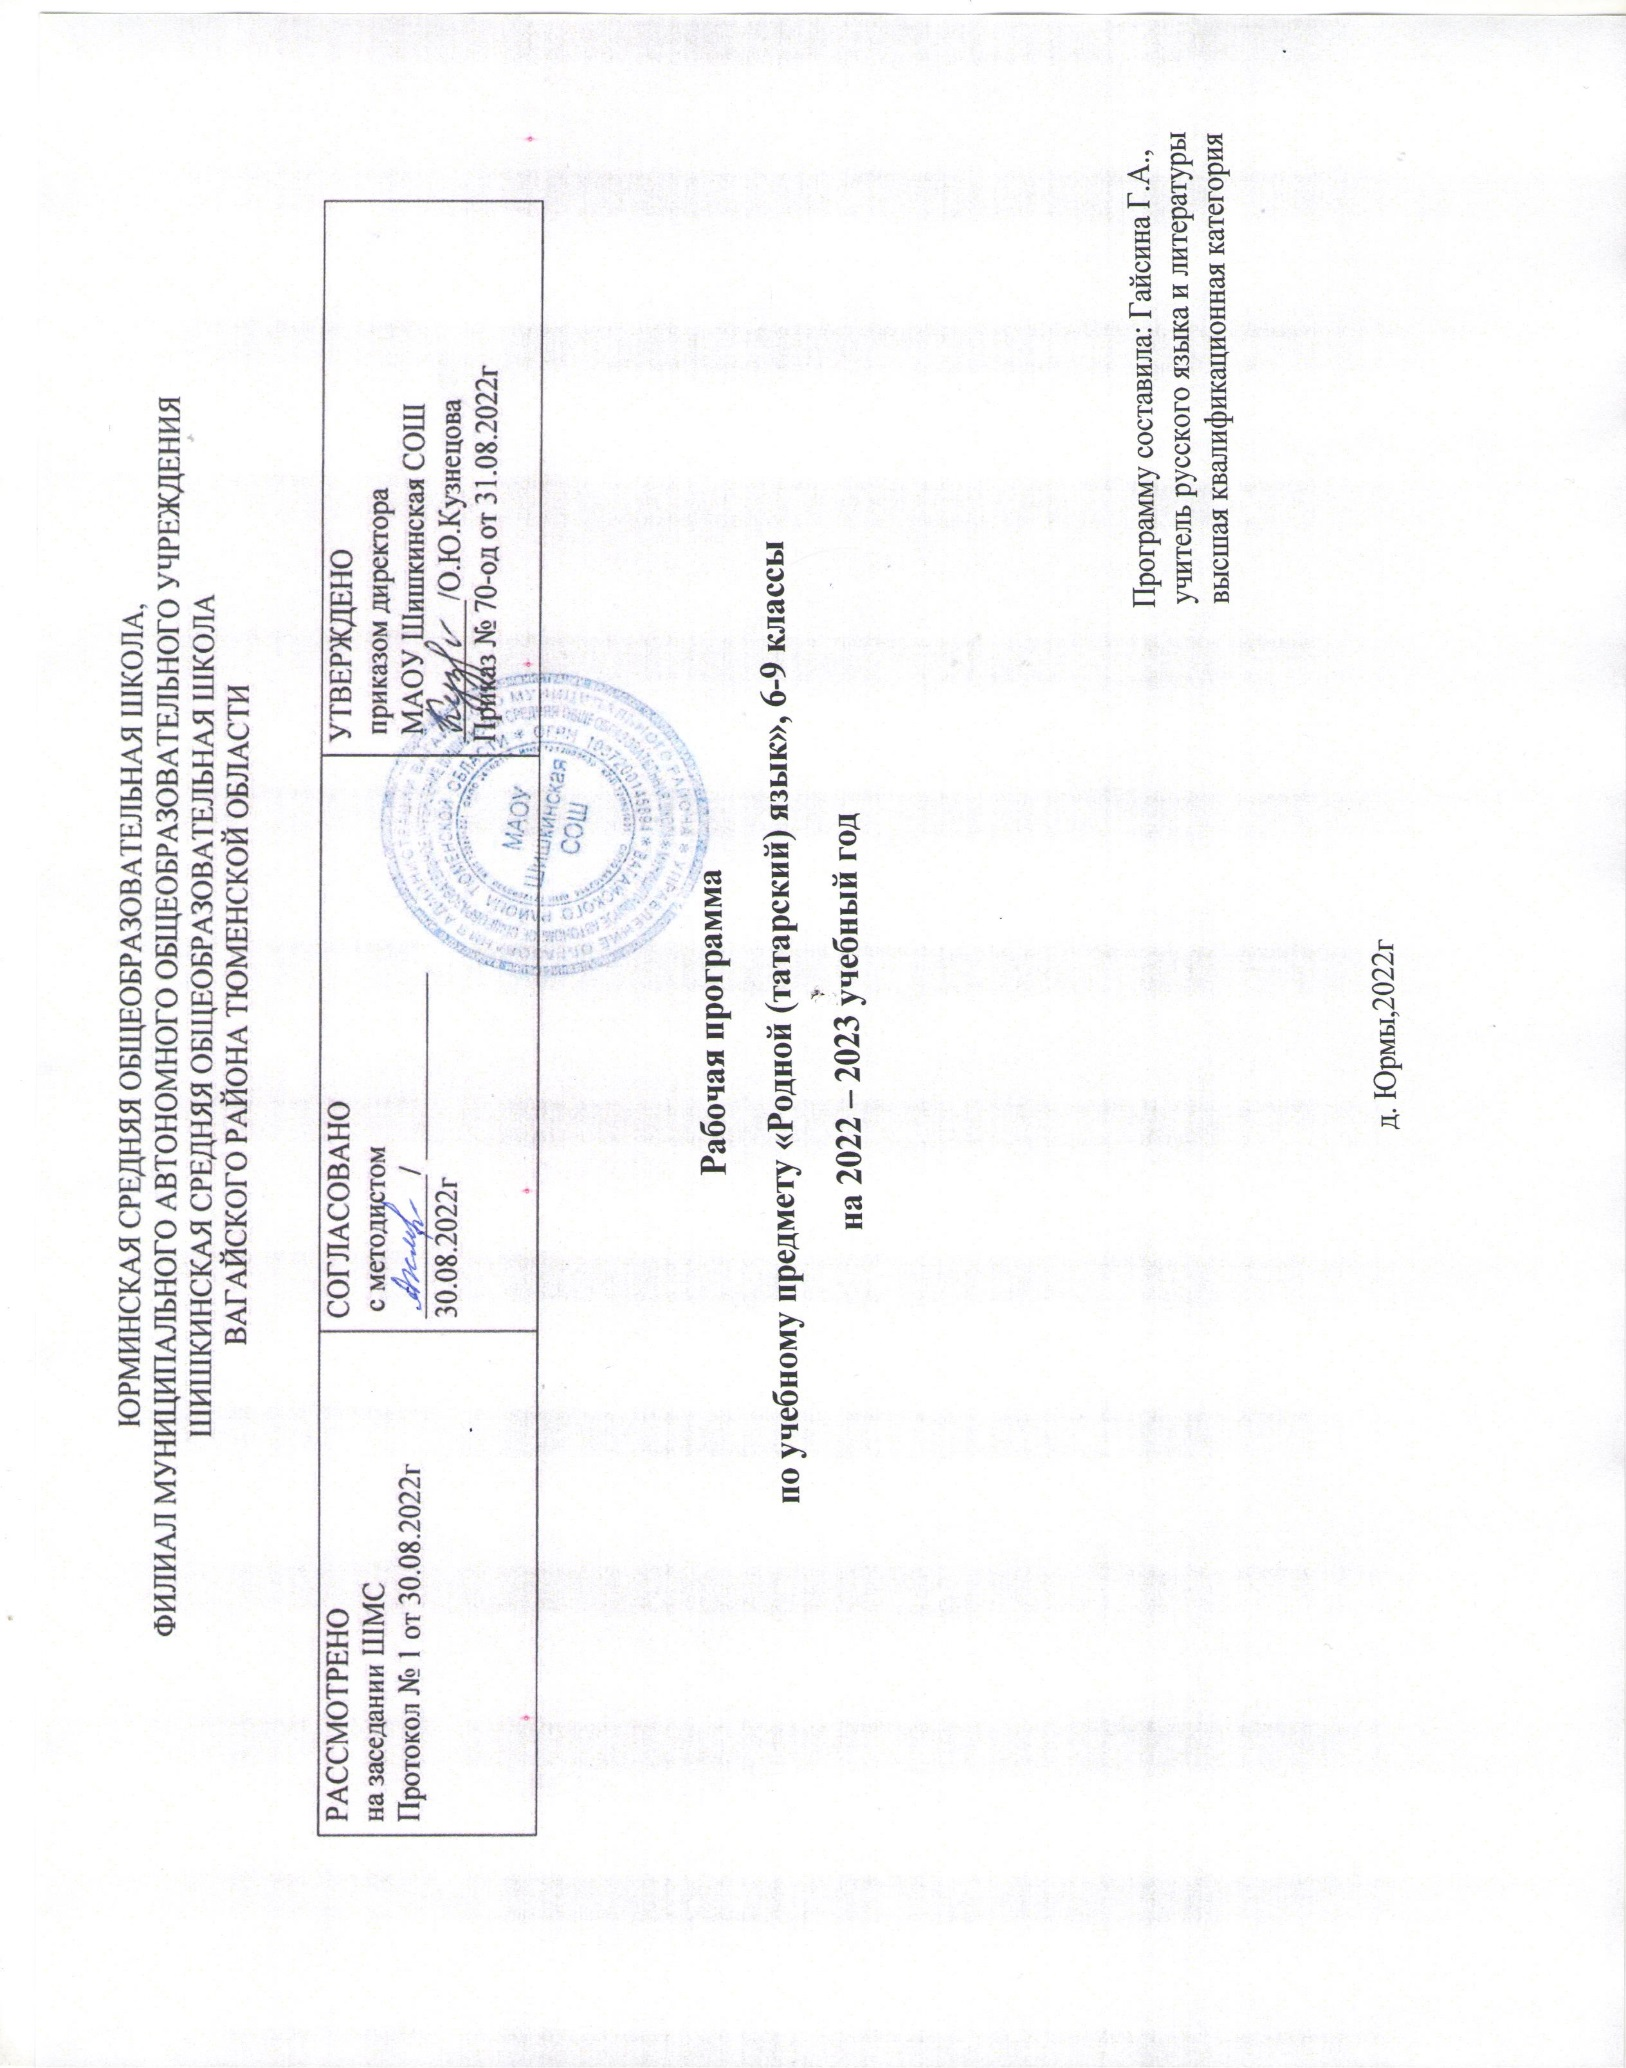 ЮРМИНСКАЯ СРЕДНЯЯ ОБЩЕОБРАЗОВАТЕЛЬНАЯ ШКОЛА,
ФИЛИАЛ МУНИЦИПАЛЬНОГО АВТОНОМНОГО ОБЩЕОБРАЗОВАТЕЛЬНОГО УЧРЕЖДЕНИЯ
ШИШКИНСКАЯ СРЕДНЯЯ ОБЩЕОБРАЗОВАТЕЛЬНАЯ ШКОЛА
ВАГАЙСКОГО РАЙОНА ТЮМЕНСКОЙ ОБЛАСТИ
РАССМОТРЕНО
на заседании ШМС
Протокол № 1 от 30.08.2022г
СОГЛАСОВАНО
с методистом
/
30.08.2022г
УТВЕРЖДЕНО
приказом директора
МАОУ Шишкинская СОШ
/О.Ю.Кузнецова
Приказ № 70-од от 31.08.2022г
МАОУ
Шишкинская
СОШ
Рабочая программа
по учебному предмету «Родной (татарский) язык», 6-9 классы
на 2022 – 2023 учебный год
Программу составила: Гайсина Г.А.,
учитель русского языка и литературы
высшая квалификационная категория
д. Юрмы,2022г